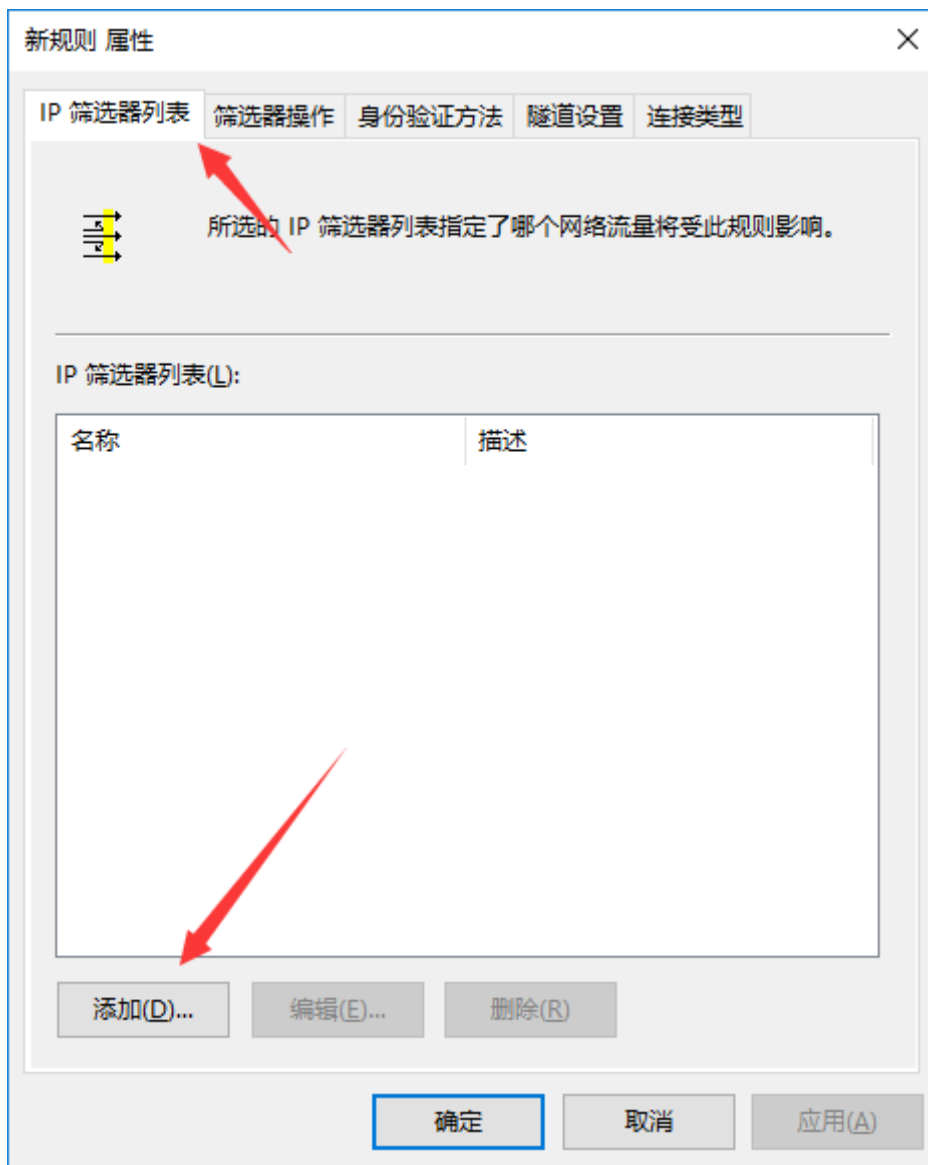 新规则 属性
IP 筛选器列表 筛选器操作 身份验证方法 隧道设置 连接类型
所选的 IP 筛选器列表指定了哪个网络流量将受此规则影响。
IP 筛选器列表(L):
名称 描述
添加(D)... 编辑(E)... 删除(R)
确定 取消 应用(A)